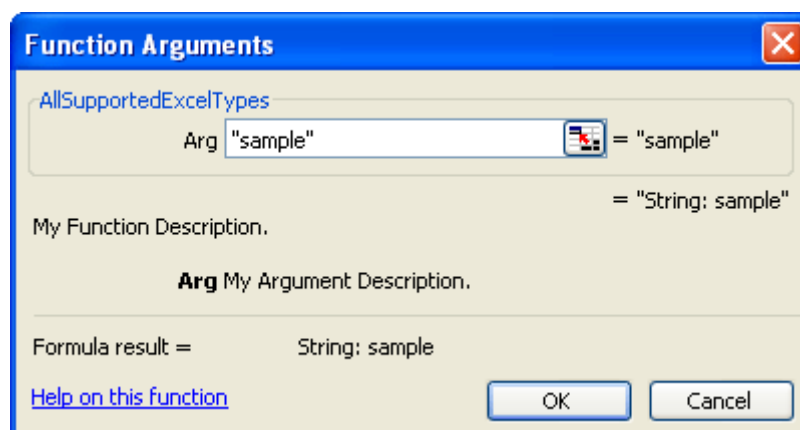 Function Arguments
AllSupportedExcelTypes
Arg "sample" = "sample"
= "String: sample"
My Function Description.
Arg My Argument Description.
Formula result = String: sample
Help on this function OK Cancel